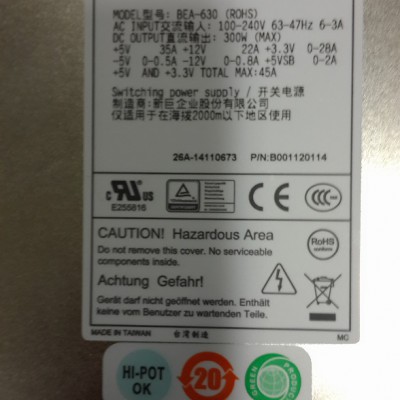 MODEL/型号: BEA-630 (ROHS)
AC INPUT交流输入: 100-240V 63-47Hz 6-3A
DC OUTPUT直流输出: 300W (MAX)
+5V 35A +12V 22A +3.3V 0-28A
-5V 0-0.5A -12V 0-0.8A +5VSB 0-2A
+5V AND +3.3V TOTAL MAX:45A
Switching power supply / 开关电源
制造商:新巨企业股份有限公司
仅适用于在海拔2000m以下地区使用
26A-14110673 P/N:B001120114
c RU US
E255816
TÜVRheinland
CE
CCC
CAUTION! Hazardous Area
Do not remove this cover. No serviceable
components inside.
RoHS
Achtung Gefahr!
Gerät darf nicht geöffnet werden. Enthält
keine vom Benutzer zu wartenden Teile.
MADE IN TAIWAN 台湾制造 MC
HI-POT
OK
20
GREEN PRODUCT